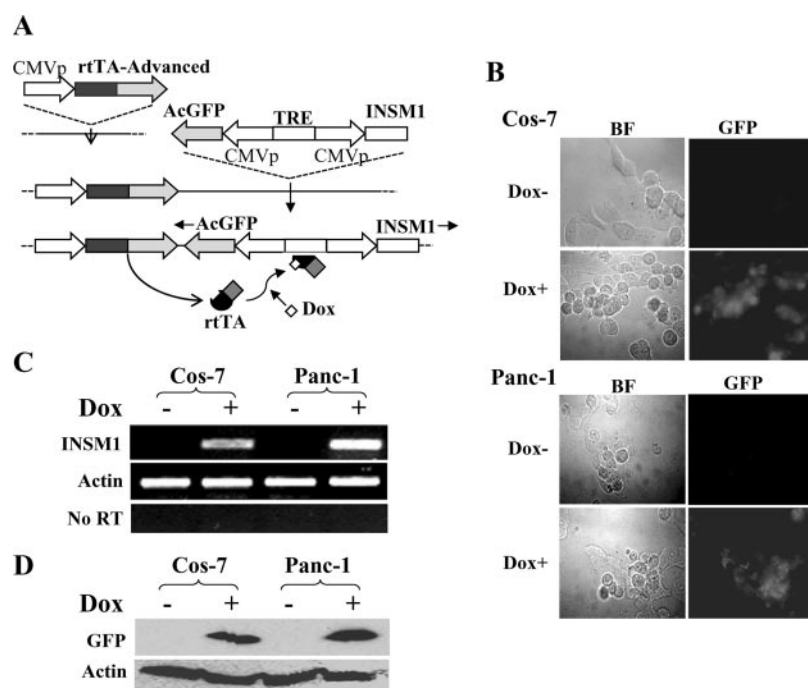 A
CMVp rtTA-Advanced
AcGFP TRE INSM1
CMVp CMVp
AcGFP INSM1
rtTA Dox
B
Cos-7 BF GFP
Dox-
Dox+
Panc-1 BF GFP
Dox-
Dox+
C
Cos-7 Panc-1
Dox - + - +
INSM1
Actin
No RT
D
Cos-7 Panc-1
Dox - + - +
GFP
Actin